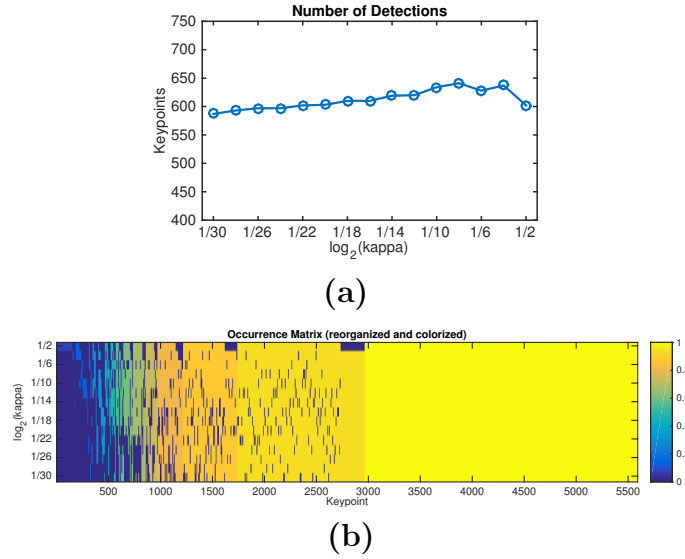 Number of Detections
750
700
650
600
550
500
450
400
Keypoints
1/30 1/26 1/22 1/18 1/14 1/10 1/6 1/2
log2(kappa)
(a)
Occurrence Matrix (reorganized and colorized)
1/2
1/6
1/10
1/14
1/18
1/22
1/26
1/30
log2(kappa)
500 1000 1500 2000 2500 3000 3500 4000 4500 5000 5500
Keypoint
1
0
(b)